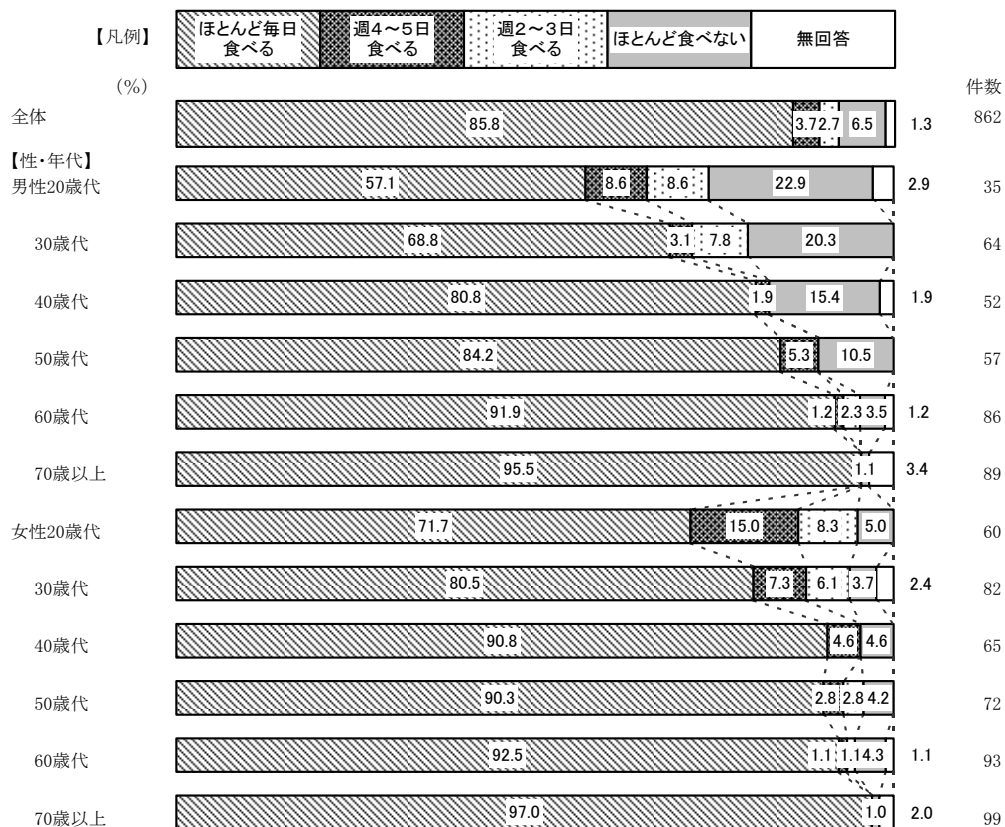 【凡例】
ほとんど毎日 食べる
週4～5日 食べる
週2～3日 食べる
ほとんど食べない
無回答
(%)
件数
全体 85.8 3.7 2.7 6.5 1.3 862
【性・年代】
男性20歳代 57.1 8.6 8.6 22.9 2.9 35
30歳代 68.8 3.1 7.8 20.3 64
40歳代 80.8 1.9 15.4 1.9 52
50歳代 84.2 5.3 10.5 57
60歳代 91.9 1.2 2.3 3.5 1.2 86
70歳以上 95.5 1.1 3.4 89
女性20歳代 71.7 15.0 8.3 5.0 60
30歳代 80.5 7.3 6.1 3.7 2.4 82
40歳代 90.8 4.6 4.6 65
50歳代 90.3 2.8 2.8 4.2 72
60歳代 92.5 1.1 1.1 4.3 1.1 93
70歳以上 97.0 1.0 2.0 99